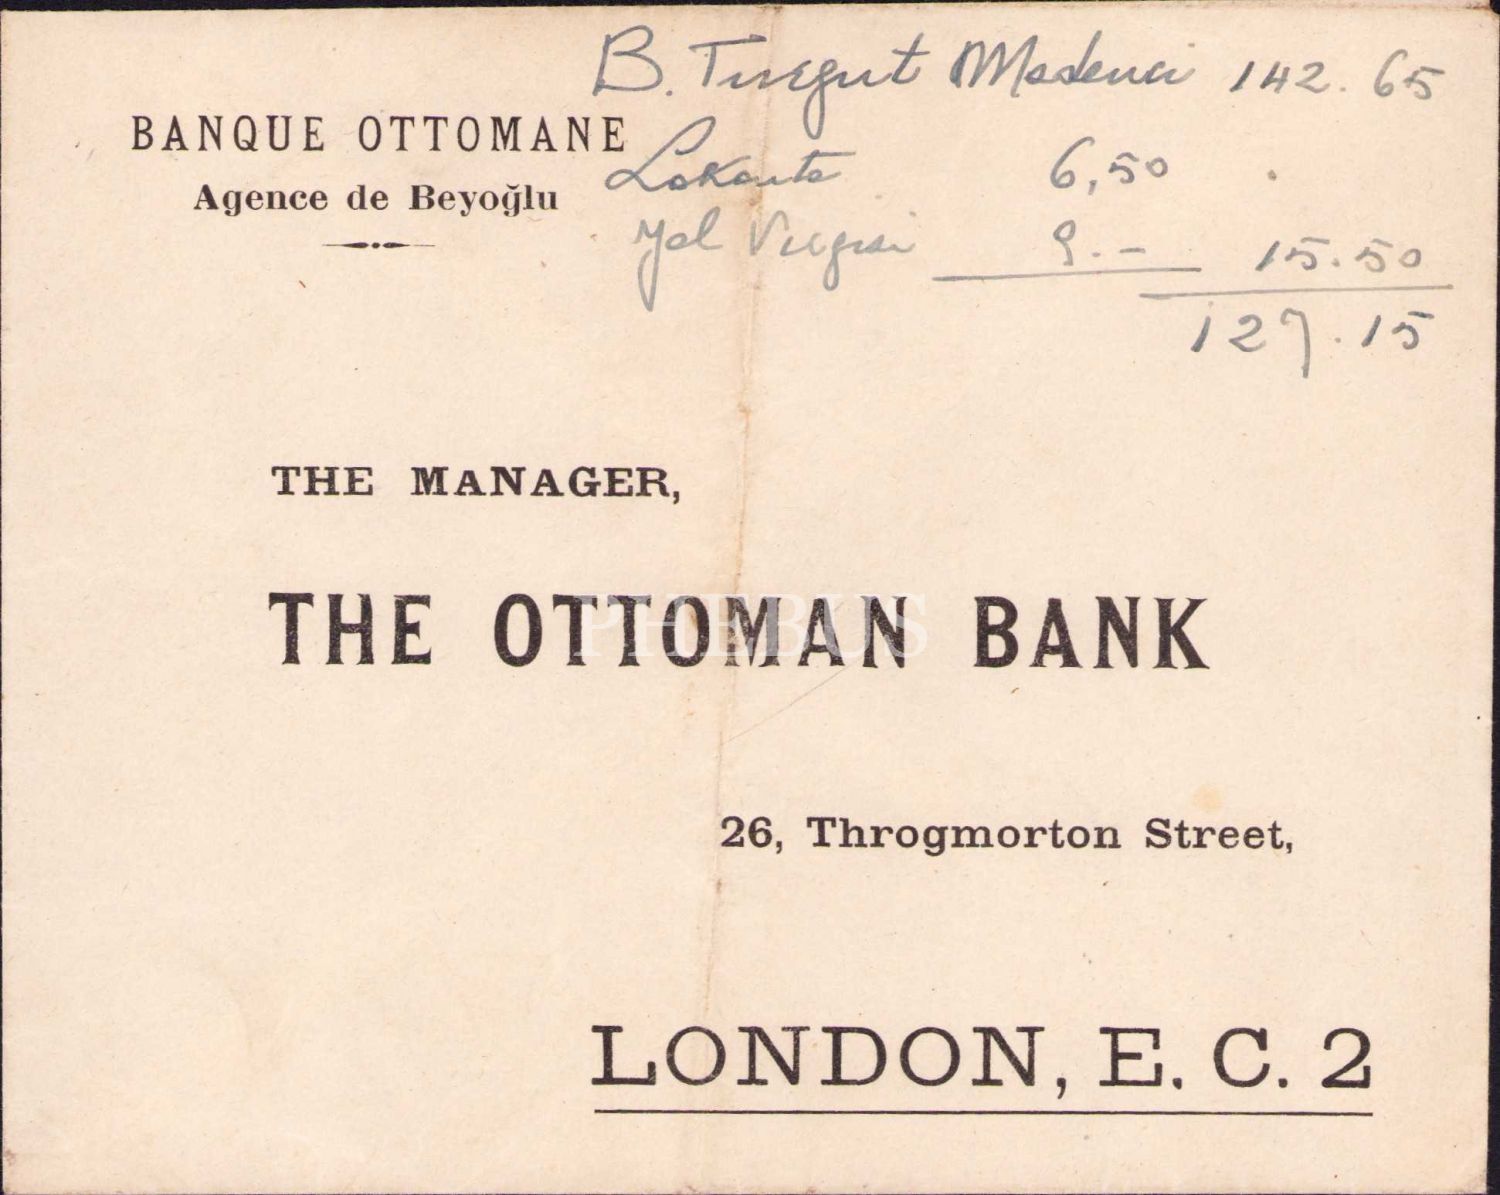 B. Turgut Madenci 142.65
BANQUE OTTOMANE
Lokanta 6,50
Agence de Beyoğlu
Yol Vergisi 9.- 15.50
127.15
THE MANAGER,
THE OTTOMAN BANK
PHEBUS
26, Throgmorton Street,
LONDON, E. C. 2